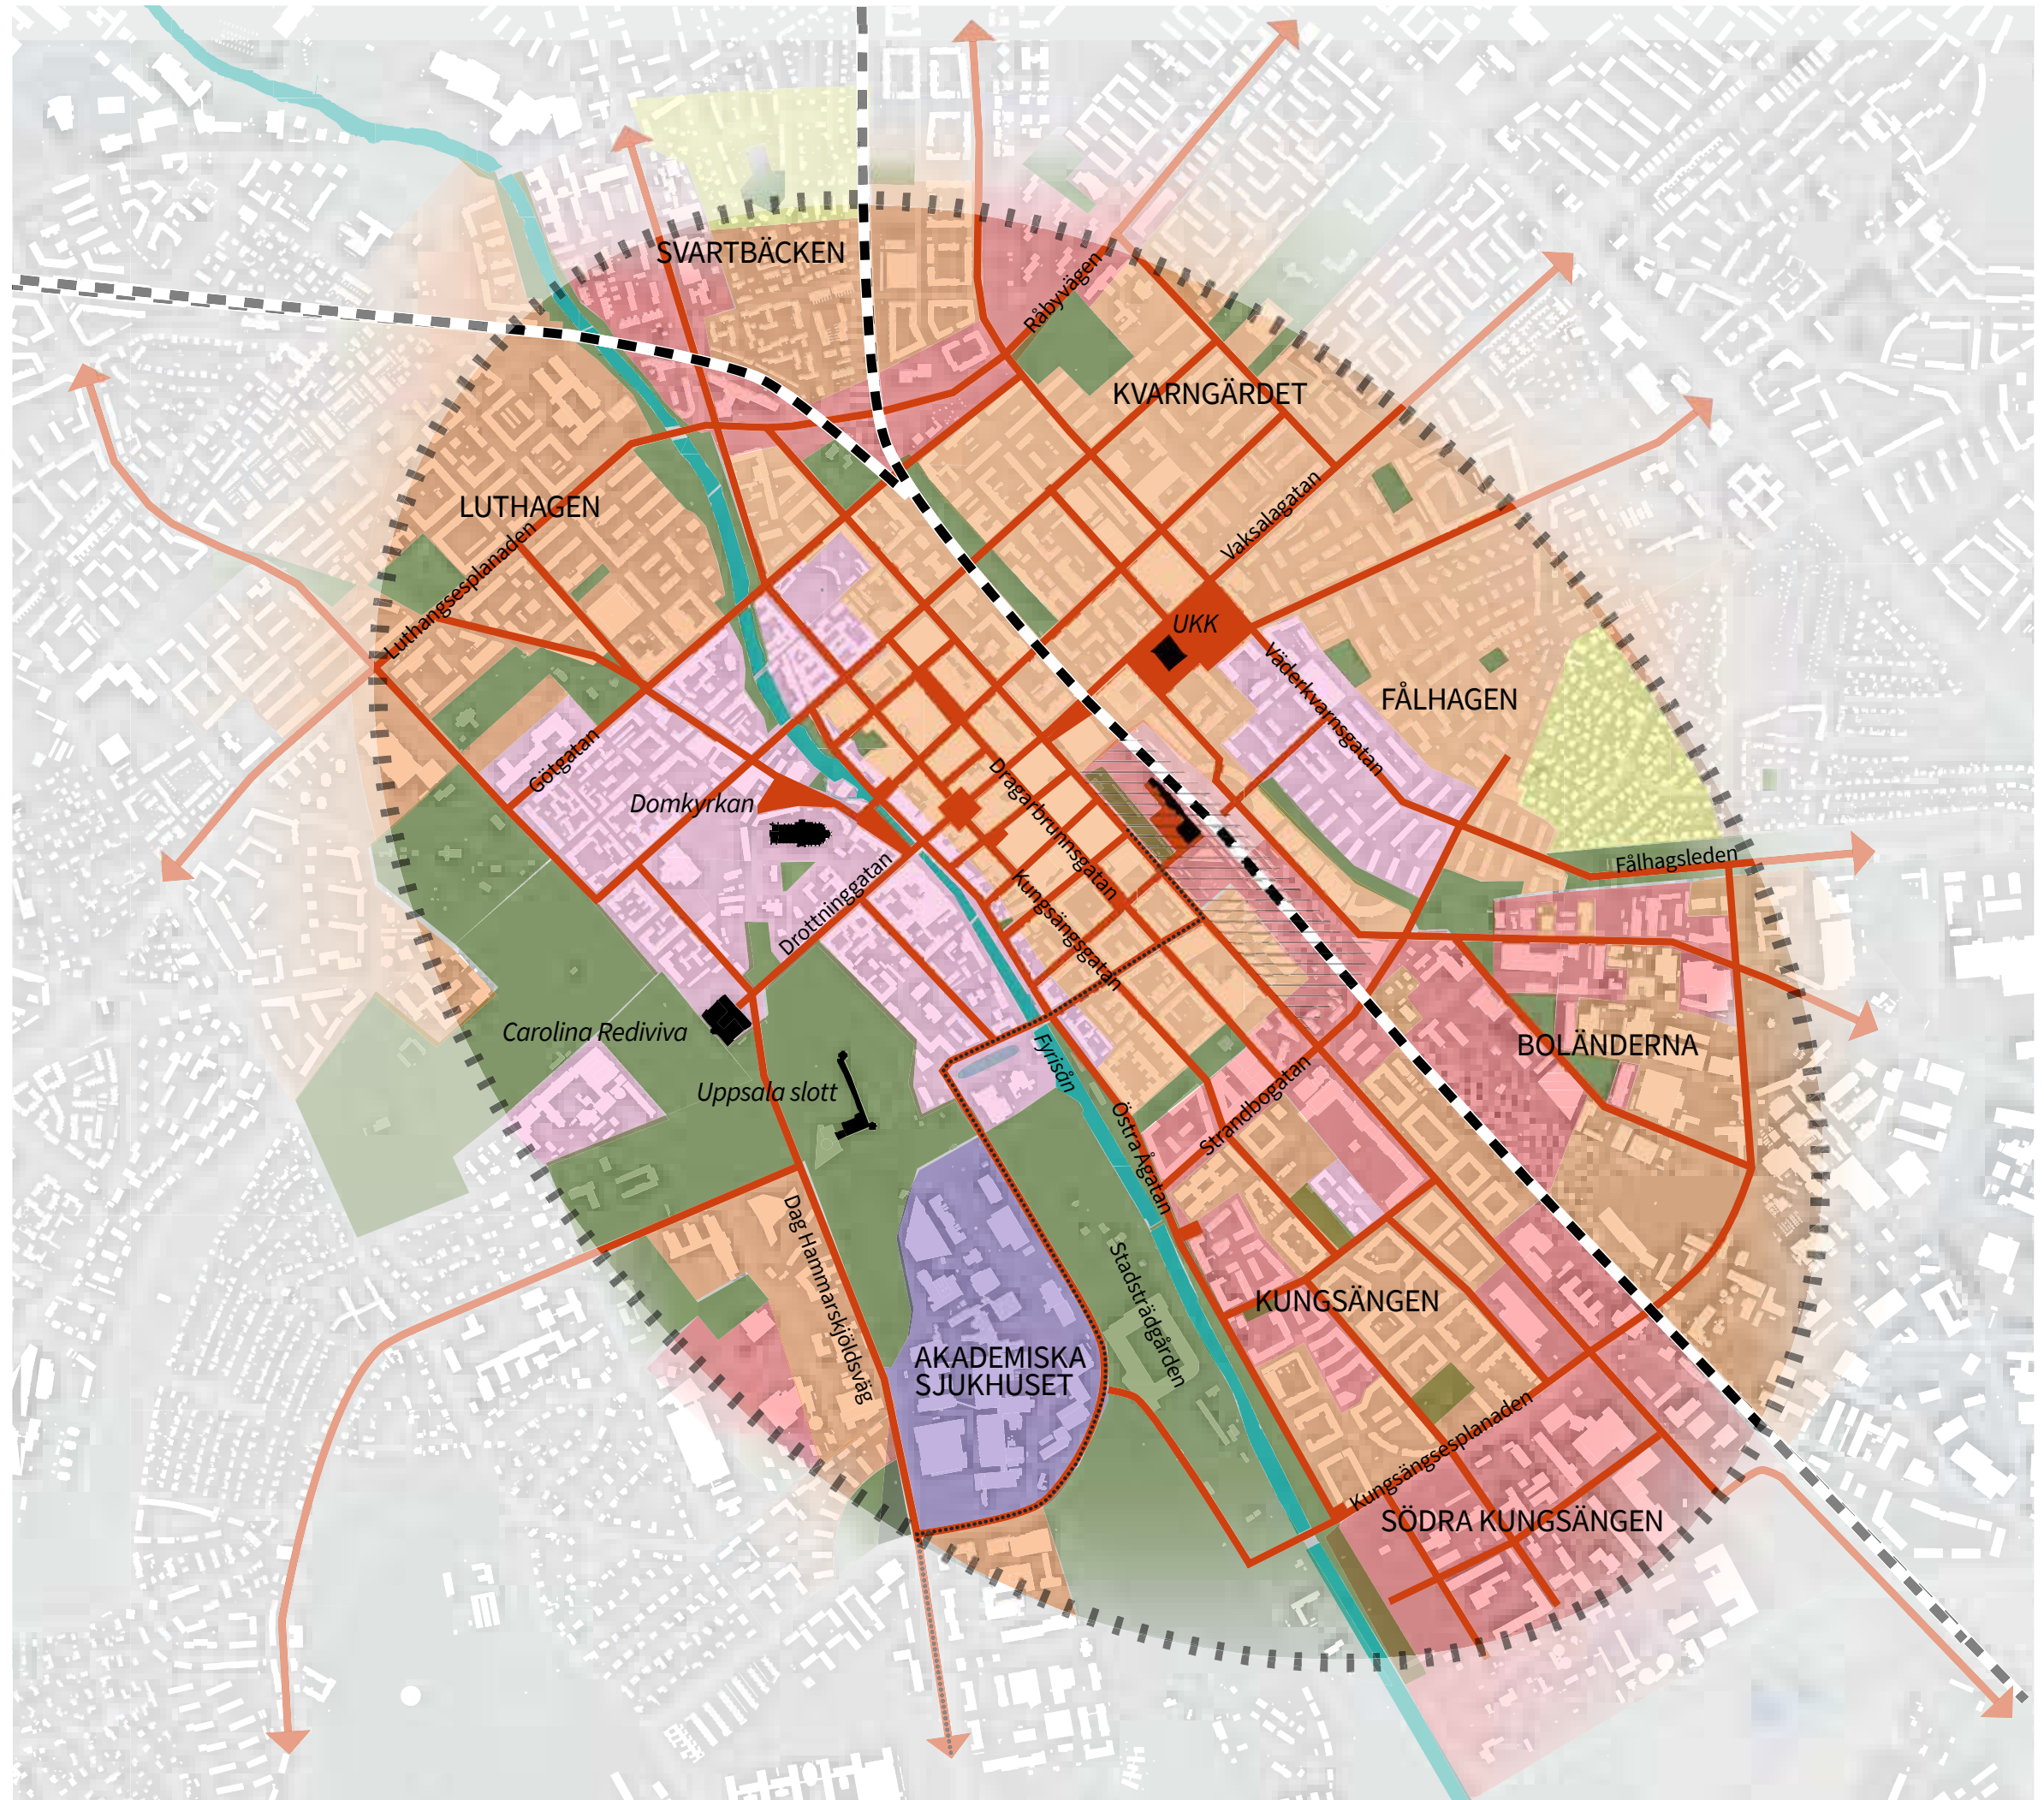 SVARTBÄCKEN
Råbyvägen
KVARNGÄRDET
LUTHAGEN
Vaksalagatan
Luthangsesplanaden
UKK
Väderkvarnsgatan
FÅLHAGEN
Götgatan
Domkyrkan
Dragarbrunnsgatan
Fålhagsleden
Drottninggatan
Kungsängsgatan
Carolina Rediviva
BOLÄNDERNA
Fyrisån
Uppsala slott
Strandbogatan
Östra Ågatan
Dag Hammarskjöldsväg
Stadsträdgården
KUNGSÄNGEN
AKADEMISKA
SJUKHUSET
Kungsängsesplanaden
SÖDRA KUNGSÄNGEN